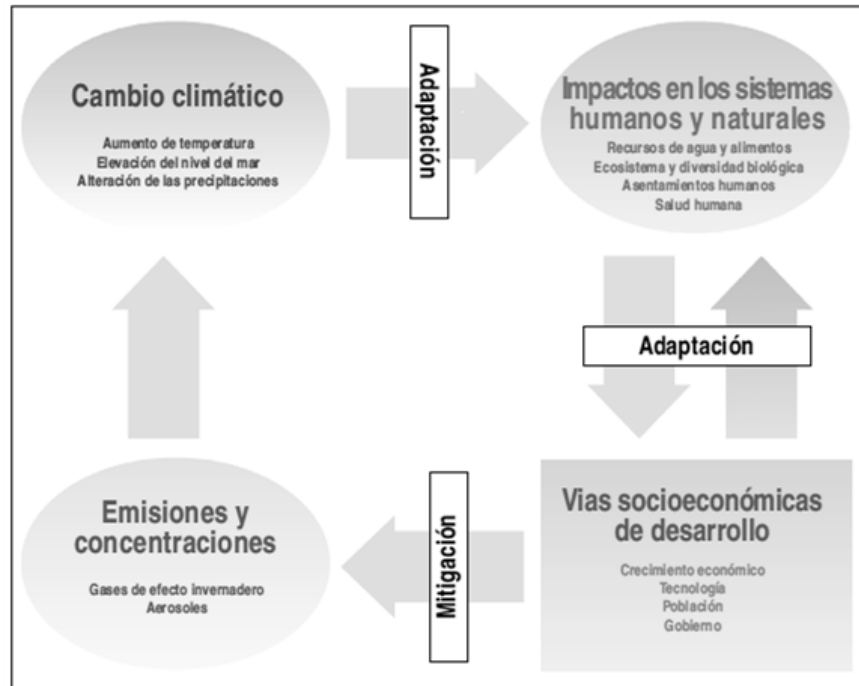 Cambio climático
Aumento de temperatura
Elevación del nivel del mar
Alteración de las precipitaciones
Adaptación
Impactos en los sistemas
humanos y naturales
Recursos de agua y alimentos
Ecosistema y diversidad biológica
Asentamientos humanos
Salud humana
Adaptación
Emisiones y
concentraciones
Gases de efecto invernadero
Aerosoles
Mitigación
Vias socioeconómicas
de desarrollo
Crecimiento económico
Tecnología
Población
Gobierno